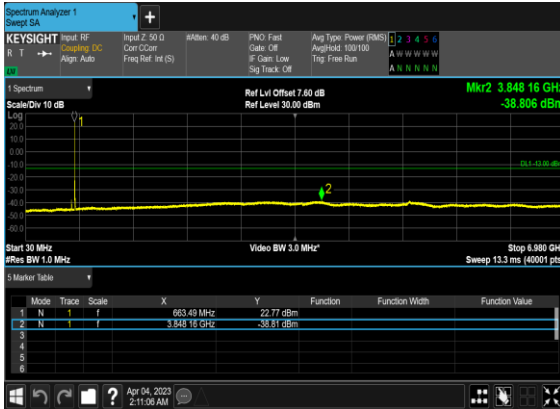 Spectrum Analyzer 1
Swept SA
+
KEYSIGHT Input: RF Input Z: 50 Ω #Atten: 40 dB PNO: Fast Avg Type: Power (RMS) 1 2 3 4 5 6
R T Coupling: DC Corr CCorr Gate: Off Avg|Hold: 100/100 A W W W W W
Align: Auto Freq Ref: Int (S) IF Gain: Low Trig: Free Run
Sig Track: Off A N N N N N
1 Spectrum Ref Lvl Offset 7.60 dB Mkr2 3.848 16 GHz
Scale/Div 10 dB Ref Level 30.00 dBm -38.806 dBm
Log
1
20.0
10.0
0.00
-10.0
DL1 -13.00 dBm
-20.0
-30.0
2
-40.0
-50.0
-60.0
Start 30 MHz Video BW 3.0 MHz* Stop 6.980 GHz
#Res BW 1.0 MHz Sweep 13.3 ms (40001 pts)
5 Marker Table
Mode Trace Scale X Y Function Function Width Function Value
1 N 1 f 663.49 MHz 22.77 dBm
2 N 1 f 3.848 16 GHz -38.81 dBm
3
4
5
6
? Apr 04, 2023
2:11:06 AM